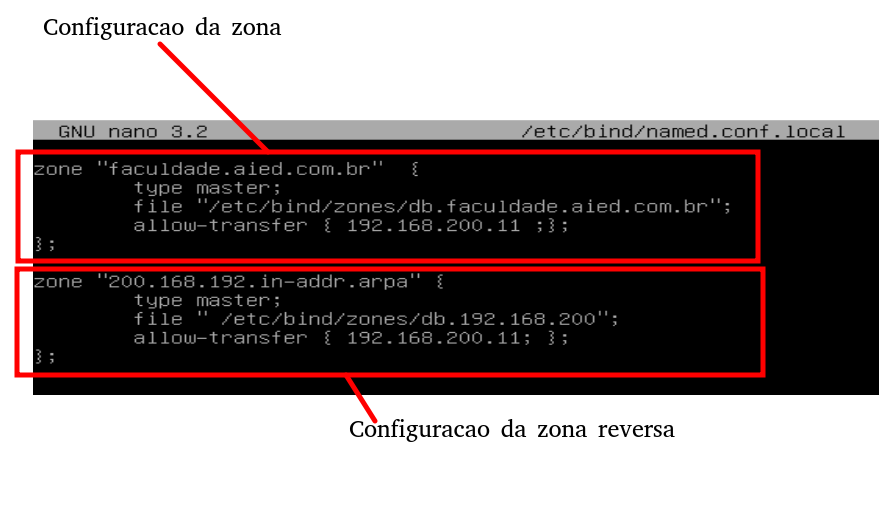 Configuracao da zona
GNU nano 3.2 /etc/bind/named.conf.local
zone "faculdade.aied.com.br" {
type master;
file "/etc/bind/zones/db.faculdade.aied.com.br";
allow-transfer { 192.168.200.11 ;};
};
zone "200.168.192.in-addr.arpa" {
type master;
file " /etc/bind/zones/db.192.168.200";
allow-transfer { 192.168.200.11; };
};
Configuracao da zona reversa